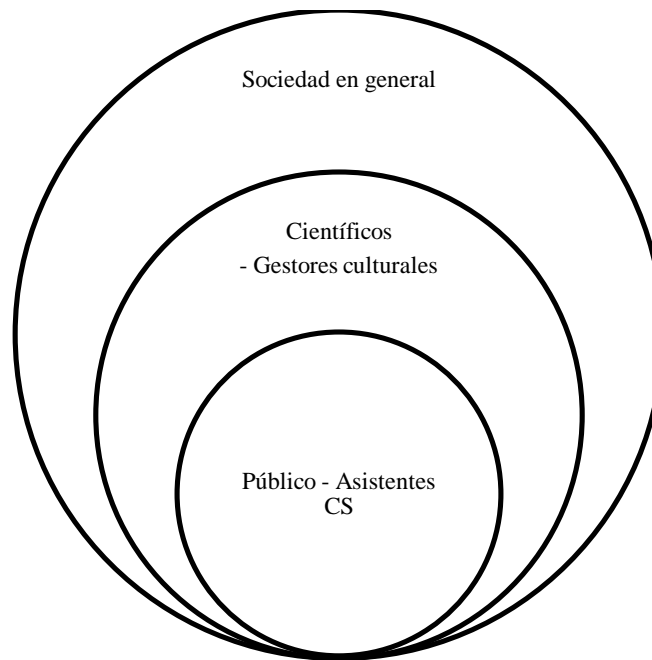 Sociedad en general
Científicos
- Gestores culturales
Público - Asistentes
CS